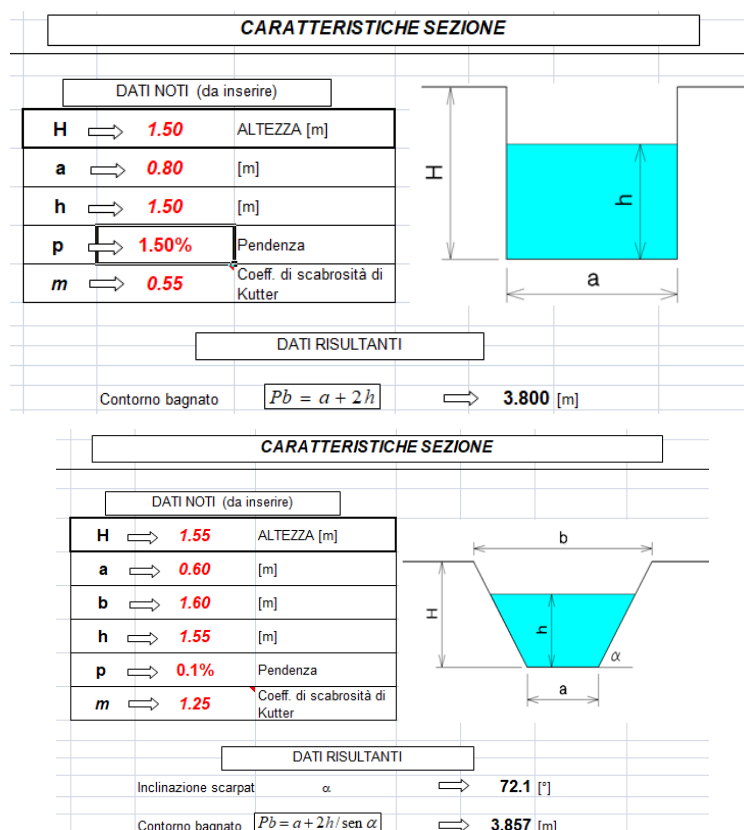 CARATTERISTICHE SEZIONE
DATI NOTI (da inserire)
H 1.50 ALTEZZA [m]
a 0.80 [m]
h 1.50 [m]
p 1.50% Pendenza
m 0.55 Coeff. di scabrosità di
Kutter
H
h
a
DATI RISULTANTI
Contorno bagnato Pb = a + 2h 3.800 [m]
CARATTERISTICHE SEZIONE
DATI NOTI (da inserire)
H 1.55 ALTEZZA [m]
a 0.60 [m]
b 1.60 [m]
h 1.55 [m]
p 0.1% Pendenza
m 1.25 Coeff. di scabrosità di
Kutter
b
H
h
α
a
DATI RISULTANTI
Inclinazione scarpat α 72.1 [°]
Contorno bagnato Pb = a + 2h/sen α 3.857 [m]